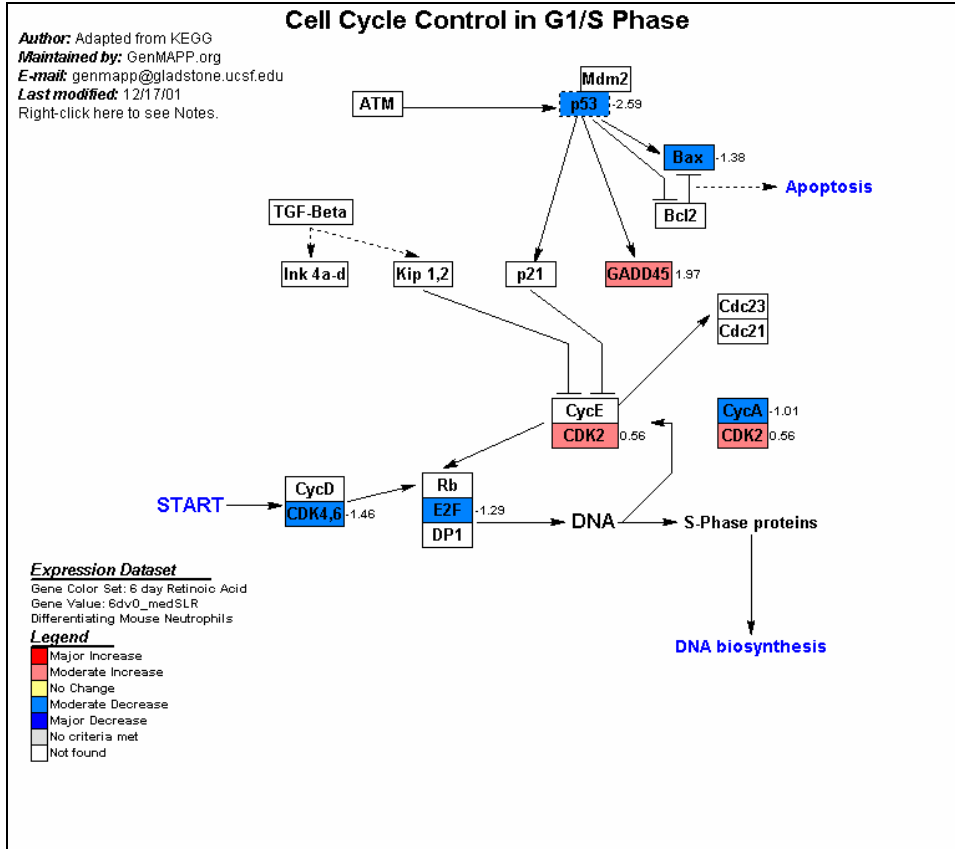 Cell Cycle Control in G1/S Phase
Author: Adapted from KEGG
Maintained by: GenMAPP.org
E-mail: genmapp@gladstone.ucsf.edu
Last modified: 12/17/01
Right-click here to see Notes.
Mdm2
ATM
p53 -2.59
Bax -1.38
Apoptosis
Bcl2
TGF-Beta
Ink 4a-d
Kip 1,2
p21
GADD45 1.97
Cdc23
Cdc21
CycE
CDK2 0.56
CycA -1.01
CDK2 0.56
START
CycD
CDK4,6 -1.46
Rb
E2F -1.29
DP1
DNA
S-Phase proteins
DNA biosynthesis
Expression Dataset
Gene Color Set: 6 day Retinoic Acid
Gene Value: 6dv0_medSLR
Differentiating Mouse Neutrophils
Legend
Major Increase
Moderate Increase
No Change
Moderate Decrease
Major Decrease
No criteria met
Not found